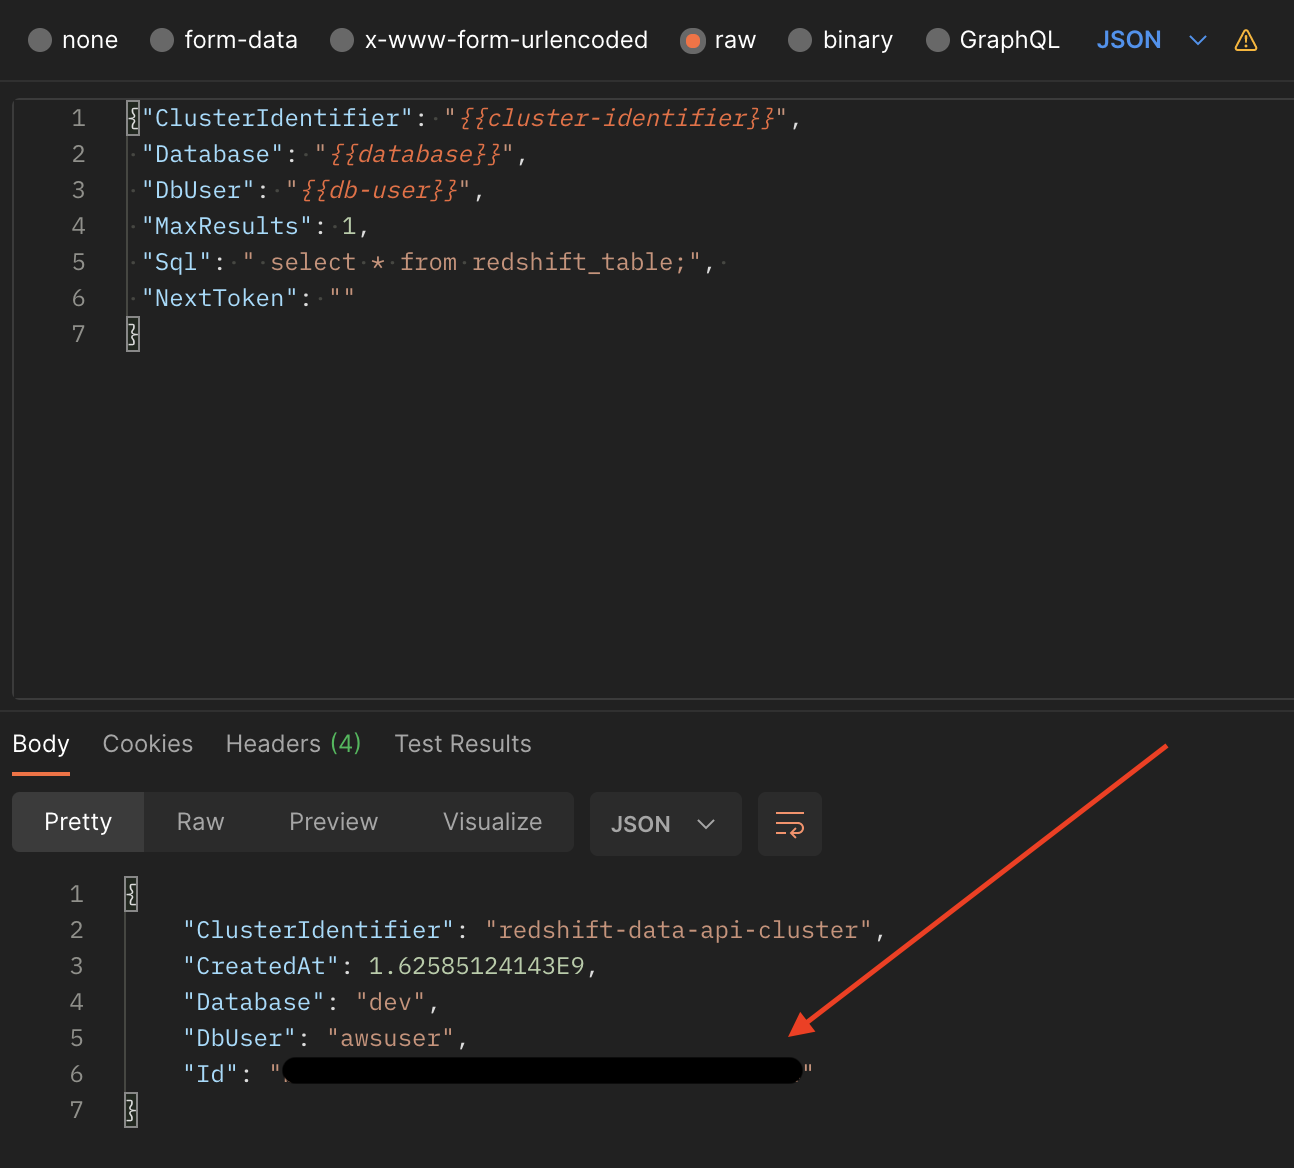 none form-data x-www-form-urlencoded raw binary GraphQL JSON
1 {"ClusterIdentifier": "{{cluster-identifier}}",
2 "Database": "{{database}}",
3 "DbUser": "{{db-user}}",
4 "MaxResults": 1,
5 "Sql": " select * from redshift_table;",
6 "NextToken": ""
7 }
Body Cookies Headers (4) Test Results
Pretty Raw Preview Visualize JSON
1 {
2 "ClusterIdentifier": "redshift-data-api-cluster",
3 "CreatedAt": 1.62585124143E9,
4 "Database": "dev",
5 "DbUser": "awsuser",
6 "Id": " "
7 }